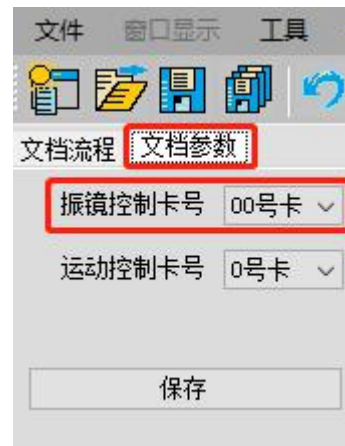 文件 窗口显示 工具
文档流程 文档参数
振镜控制卡号 00号卡
运动控制卡号 0号卡
保存